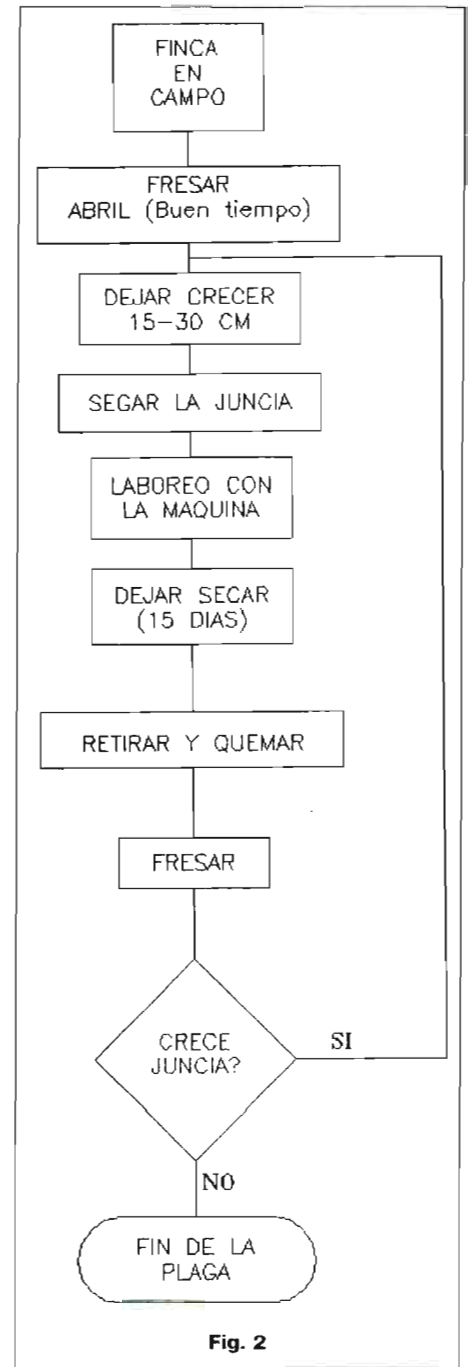 FINCA
EN
CAMPO
FRESAR
ABRIL (Buen tiempo)
DEJAR CRECER
15-30 CM
SEGAR LA JUNCIA
LABOREO CON
LA MAQUINA
DEJAR SECAR
(15 DIAS)
RETIRAR Y QUEMAR
FRESAR
CRECE
JUNCIA?
SI
NO
FIN DE LA
PLAGA
Fig. 2